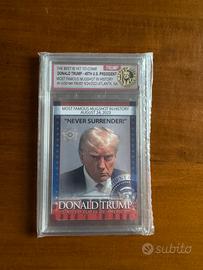 THE BEST IS YET TO COME!
TRUMP
DONALD TRUMP - 45TH U.S. PRESIDENT
MOST FAMOUS MUGSHOT IN HISTORY
MOST FAMOUS MUGSHOT IN HISTORY
AUGUST 24, 2023
"NEVER SURRENDER!"
DONALD TRUMP
subito